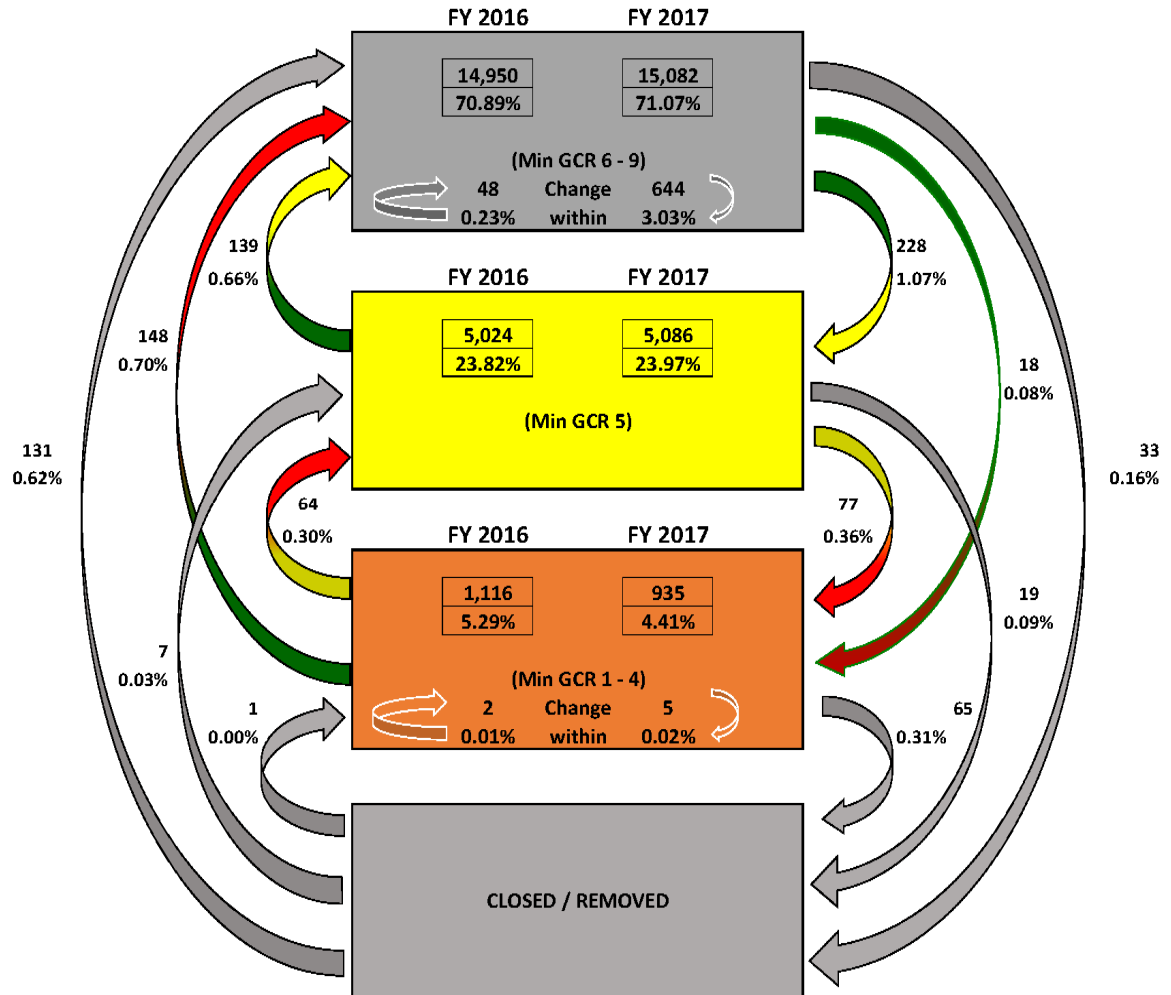 FY 2016 FY 2017
14,950 15,082
70.89% 71.07%
(Min GCR 6 - 9)
48 Change 644
0.23% within 3.03%
139
0.66%
228
1.07%
FY 2016 FY 2017
5,024 5,086
23.82% 23.97%
(Min GCR 5)
148
0.70%
18
0.08%
131
0.62%
33
0.16%
64
0.30%
77
0.36%
FY 2016 FY 2017
1,116 935
5.29% 4.41%
(Min GCR 1 - 4)
2 Change 5
0.01% within 0.02%
7
0.03%
19
0.09%
1
0.00%
65
0.31%
CLOSED / REMOVED